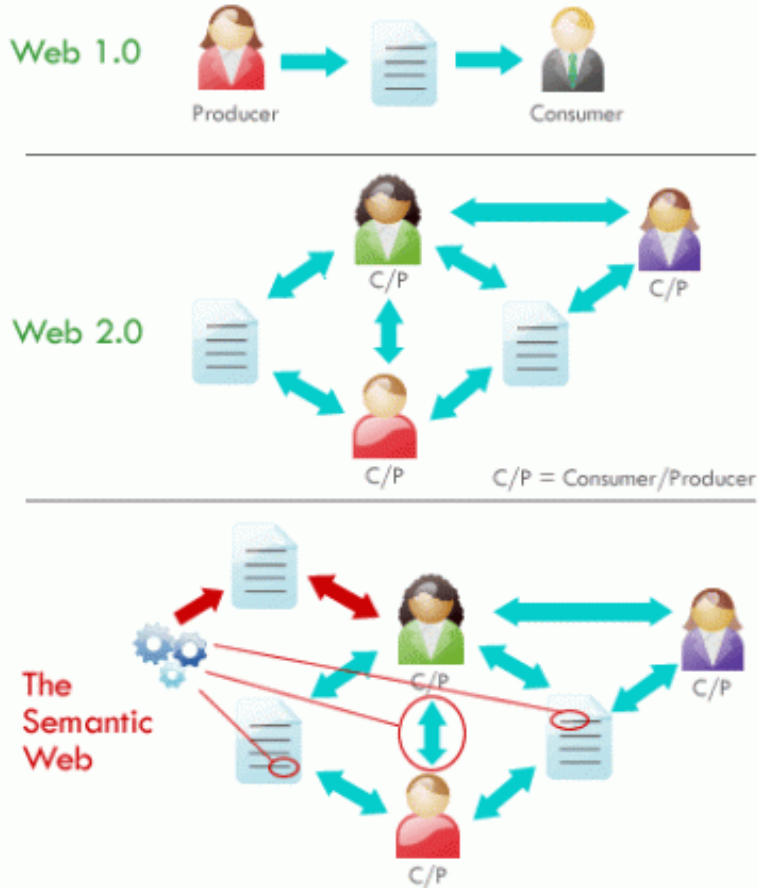 Web 1.0
Producer
Consumer
C/P
C/P
Web 2.0
C/P
C/P = Consumer/Producer
The
Semantic
Web
C/P
C/P
C/P